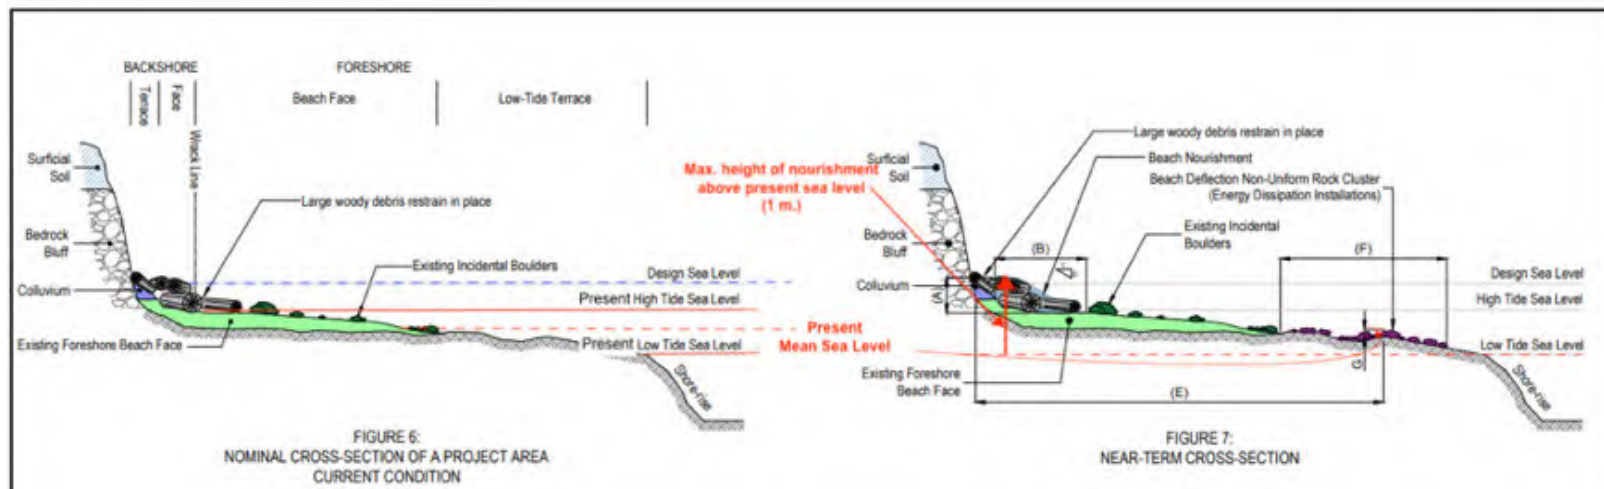 BACKSHORE
FORESHORE
Terrace
Face
Beach Face
Low-Tide Terrace
Wrack Line
Surficial
Soil
Large woody debris restrain in place
Bedrock
Bluff
Existing Incidental Boulders
Design Sea Level
Colluvium
Present High Tide Sea Level
Existing Foreshore Beach Face
Present Low Tide Sea Level
Shore-rise
FIGURE 6:
NOMINAL CROSS-SECTION OF A PROJECT AREA
CURRENT CONDITION
Large woody debris restrain in place
Surficial
Soil
Beach Nourishment
Max. height of nourishment
above present sea level
(1 m.)
Beach Deflection Non-Uniform Rock Cluster
(Energy Dissipation Installations)
Existing Incidental
Boulders
Bedrock
Bluff
(B)
(F)
Design Sea Level
Colluvium
(A)
High Tide Sea Level
Present
Mean Sea Level
Low Tide Sea Level
G
Existing Foreshore
Beach Face
(E)
Shore-rise
FIGURE 7:
NEAR-TERM CROSS-SECTION